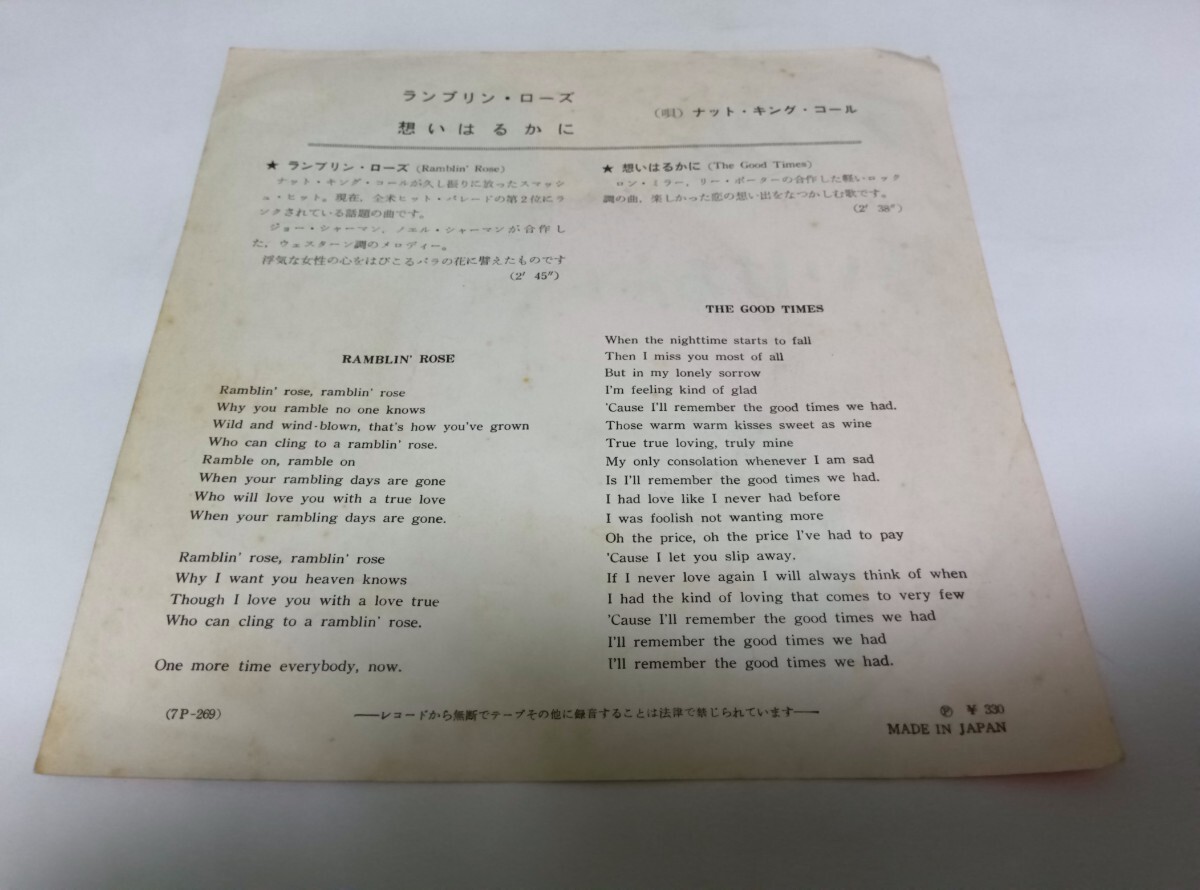 ランブリン・ローズ
想いはるかに
(唄) ナット・キング・コール
★ ランブリン・ローズ (Ramblin' Rose)
ナット・キング・コールが久し振りに放ったスマッシ
ュ・ヒット。現在、全米ヒット・パレードの第2位にラ
ンクされている話題の曲です。
ジョー・シャーマン、ノエル・シャーマンが合作し
た、ウェスターン調のメロディー。
浮気な女性の心をはびこるバラの花に譬えたものです
(2' 45")
★ 想いはるかに (The Good Times)
ロン・ミラー、リー・ポーターの合作した軽いロック
調の曲、楽しかった恋の想い出をなつかしむ歌です。
(2' 38")
RAMBLIN' ROSE
Ramblin' rose, ramblin' rose
Why you ramble no one knows
Wild and wind-blown, that's how you've grown
Who can cling to a ramblin' rose.
Ramble on, ramble on
When your rambling days are gone
Who will love you with a true love
When your rambling days are gone.
Ramblin' rose, ramblin' rose
Why I want you heaven knows
Though I love you with a love true
Who can cling to a ramblin' rose.
One more time everybody, now.
THE GOOD TIMES
When the nighttime starts to fall
Then I miss you most of all
But in my lonely sorrow
I'm feeling kind of glad
'Cause I'll remember the good times we had.
Those warm warm kisses sweet as wine
True true loving, truly mine
My only consolation whenever I am sad
Is I'll remember the good times we had.
I had love like I never had before
I was foolish not wanting more
Oh the price, oh the price I've had to pay
'Cause I let you slip away.
If I never love again I will always think of when
I had the kind of loving that comes to very few
'Cause I'll remember the good times we had
I'll remember the good times we had
I'll remember the good times we had.
(7P-269)
——レコードから無断でテープその他に録音することは法律で禁じられています——
Ⓟ ¥ 330
MADE IN JAPAN